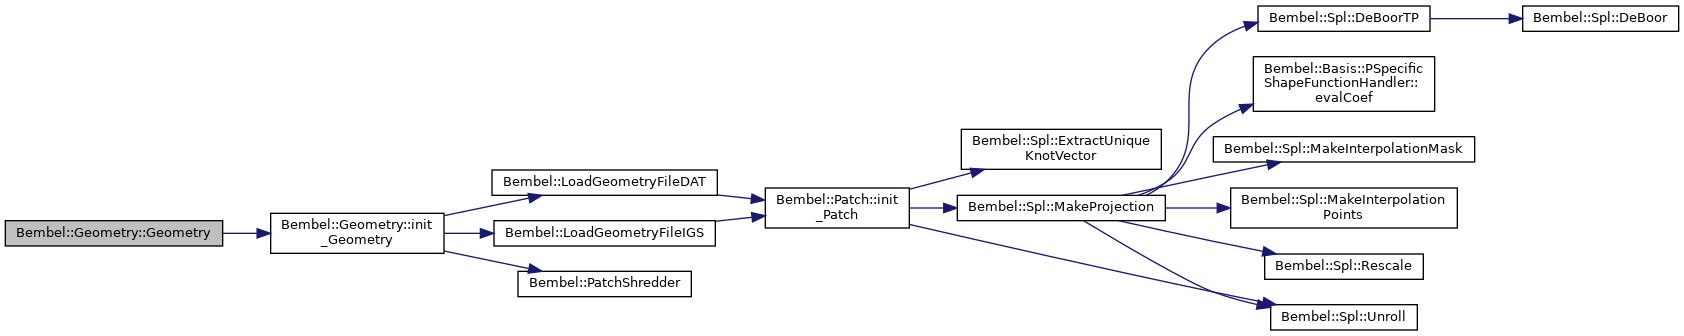 Bembel::Geometry::Geometry
Bembel::Geometry::init
_Geometry
Bembel::LoadGeometryFileDAT
Bembel::LoadGeometryFileIGS
Bembel::PatchShredder
Bembel::Patch::init
_Patch
Bembel::Spl::ExtractUnique
KnotVector
Bembel::Spl::MakeProjection
Bembel::Spl::DeBoorTP
Bembel::Spl::DeBoor
Bembel::Basis::PSpecific
ShapeFunctionHandler::
evalCoef
Bembel::Spl::MakeInterpolationMask
Bembel::Spl::MakeInterpolation
Points
Bembel::Spl::Rescale
Bembel::Spl::Unroll